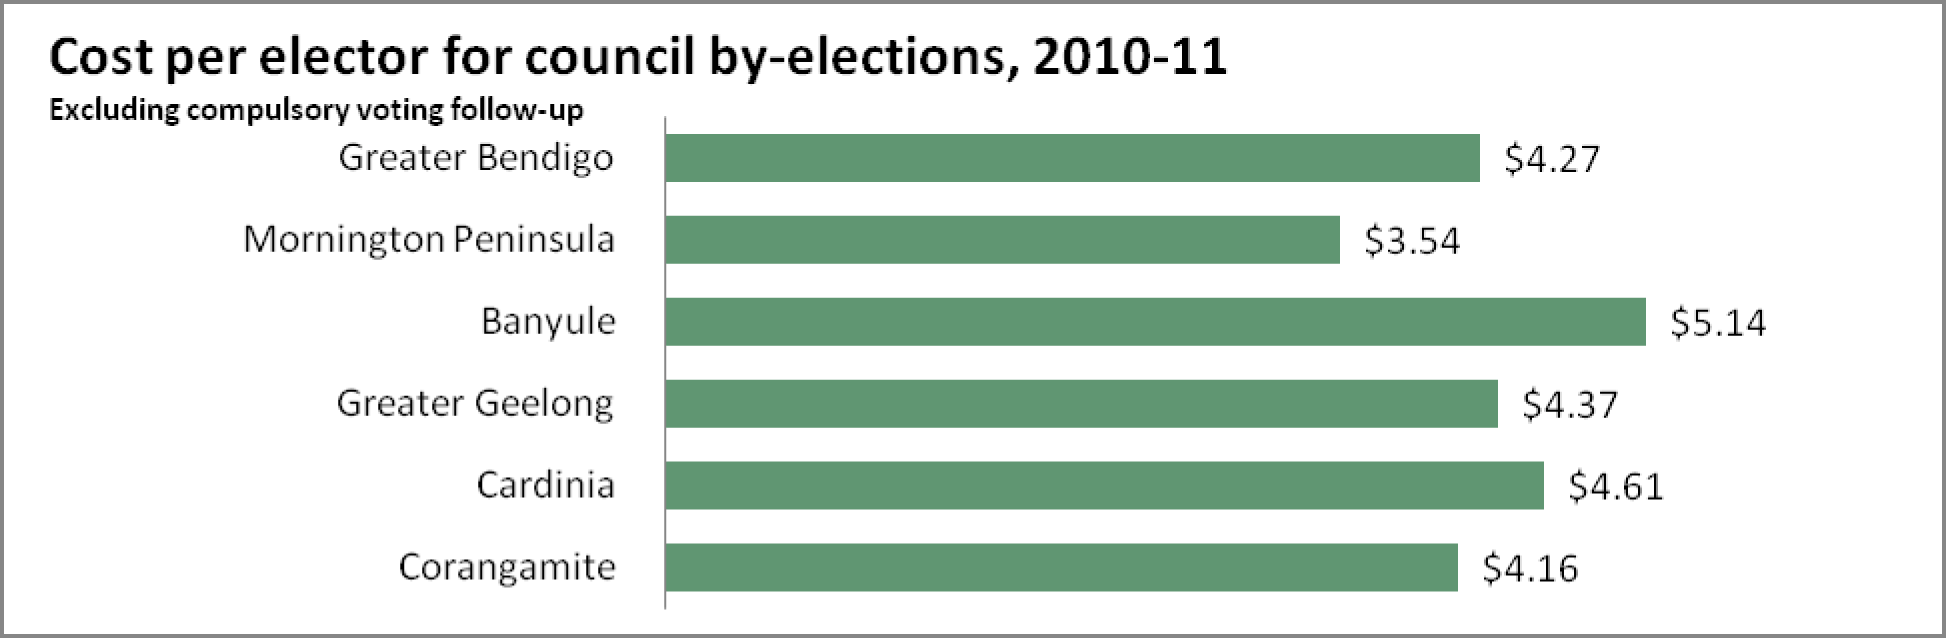 Cost per elector for council by-elections, 2010-11
Excluding compulsory voting follow-up
Greater Bendigo $4.27
Mornington Peninsula $3.54
Banyule $5.14
Greater Geelong $4.37
Cardinia $4.61
Corangamite $4.16